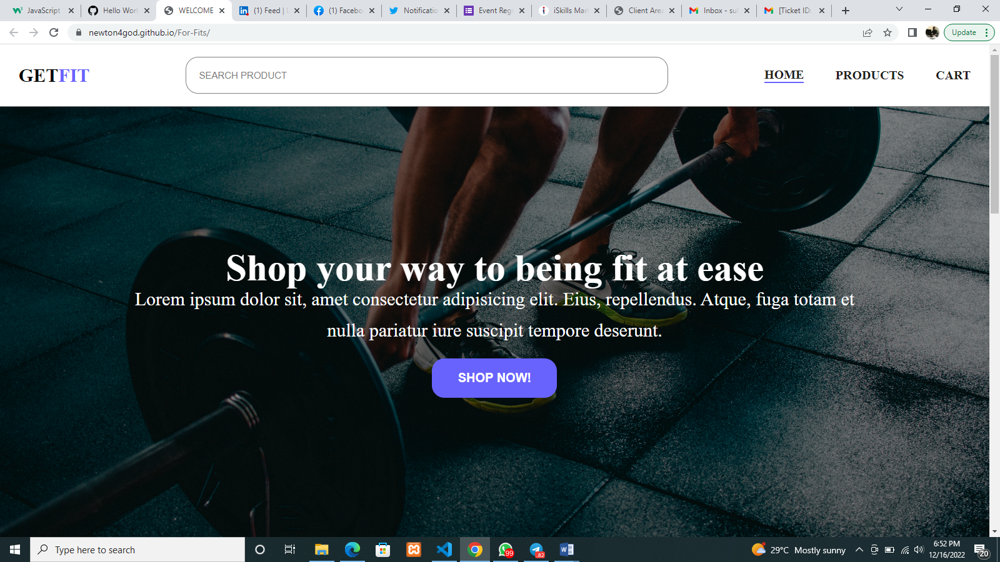 JavaScript
Hello Worl
WELCOME
(1) Feed | L
(1) Facebo
Notificatio
Event Regi
iSkills Mar
Client Area
Inbox - su
[Ticket ID:
newton4god.github.io/For-Fits/
Update
GETFIT
SEARCH PRODUCT
HOME
PRODUCTS
CART
Shop your way to being fit at ease
Lorem ipsum dolor sit, amet consectetur adipisicing elit. Eius, repellendus. Atque, fuga totam et
nulla pariatur iure suscipit tempore deserunt.
SHOP NOW!
Type here to search
99
82
29°C Mostly sunny
6:52 PM
12/16/2022
20